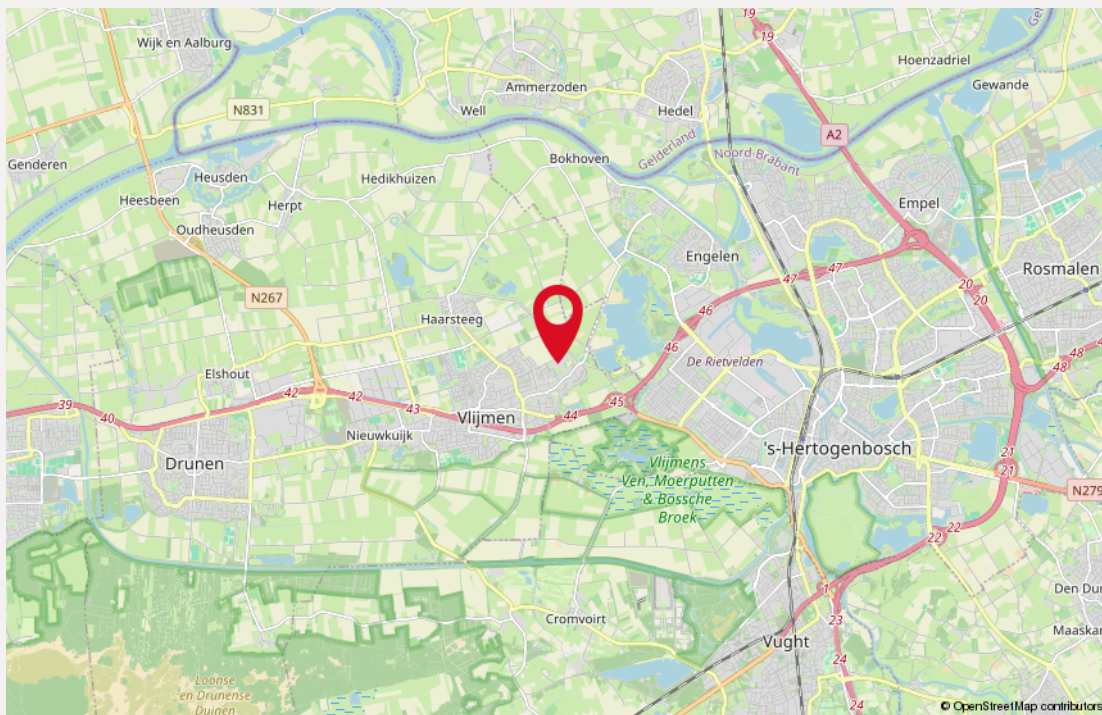 19
19
Gel
Wijk en Aalburg
Hoenzadriel
Gewande
Ammerzoden
Well
Hedel
N831
A2
Genderen
Bokhoven
Gelderland
Noord-Brabant
Heusden
Hedikhuizen
Heesbeen
Herpt
Empel
Oudheusden
Engelen
Rosmalen
47
47
20
20
N267
46
46
Haarsteeg
De Rietvelden
48
48
Elshout
42
42
39
40
43
45
44
Vlijmen
Nieuwkuijk
Drunen
's-Hertogenbosch
21
21
Vlijmens
Ven, Moerputten
& Bossche
Broek
N279
22
22
1
Den Du
Cromvoirt
23
Maaskan
Vught
24
24
Loonse
en Drunense
Duinen
© OpenStreetMap contributors